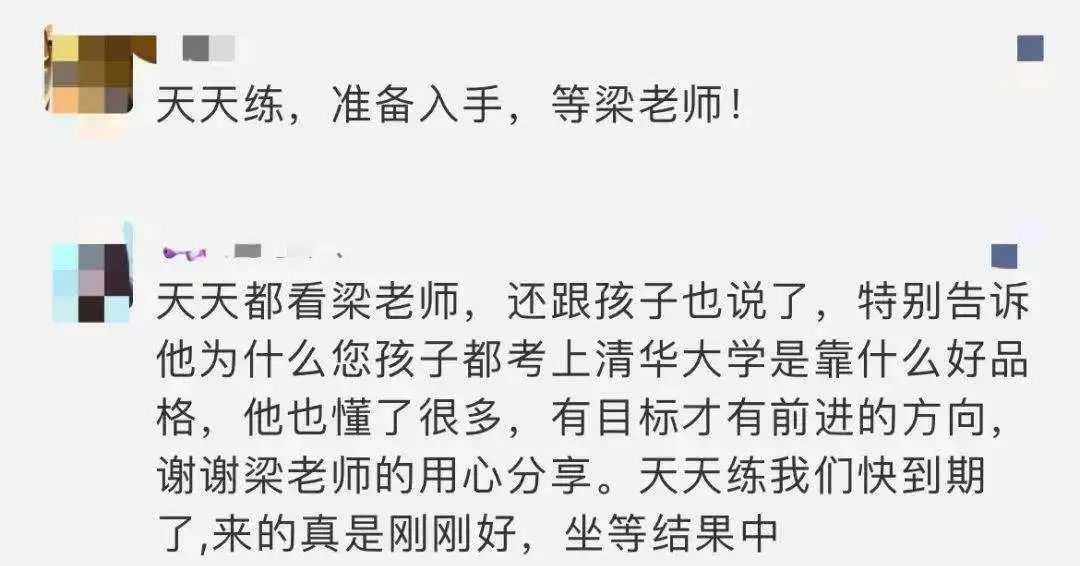 天天练，准备入手，等梁老师！
天天都看梁老师，还跟孩子也说了，特别告诉
他为什么您孩子都考上清华大学是靠什么好品
格，他也懂了很多，有目标才有前进的方向，
谢谢梁老师的用心分享。天天练我们快到期
了,来的真是刚刚好，坐等结果中